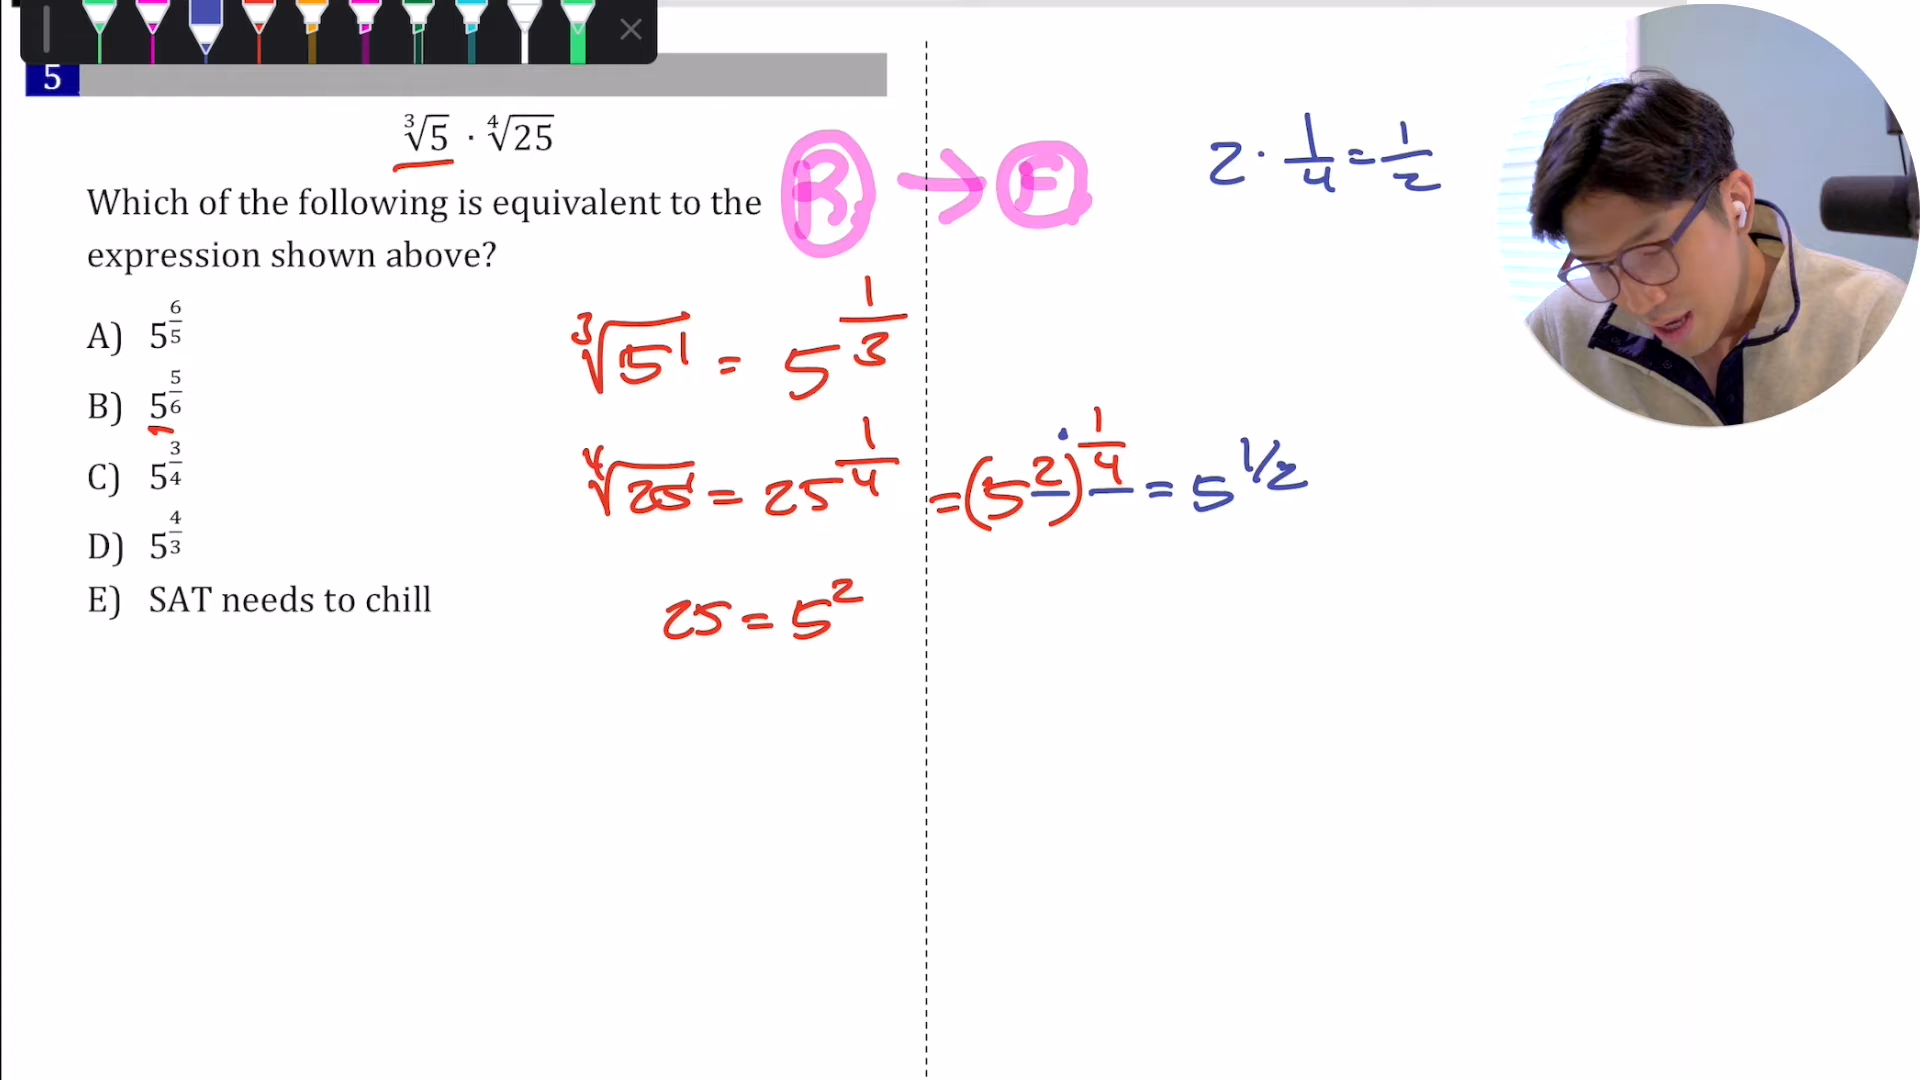 5
∛5 · ∜25
Which of the following is equivalent to the
expression shown above?
A) 5^(6/5)
B) 5^(5/6)
C) 5^(3/4)
D) 5^(4/3)
E) SAT needs to chill
R → E
2 · 1/4 = 1/2
∛5¹ = 5^(1/3)
∜25¹ = 25^(1/4) = (5²)^(1/4) = 5^(1/2)
25 = 5²